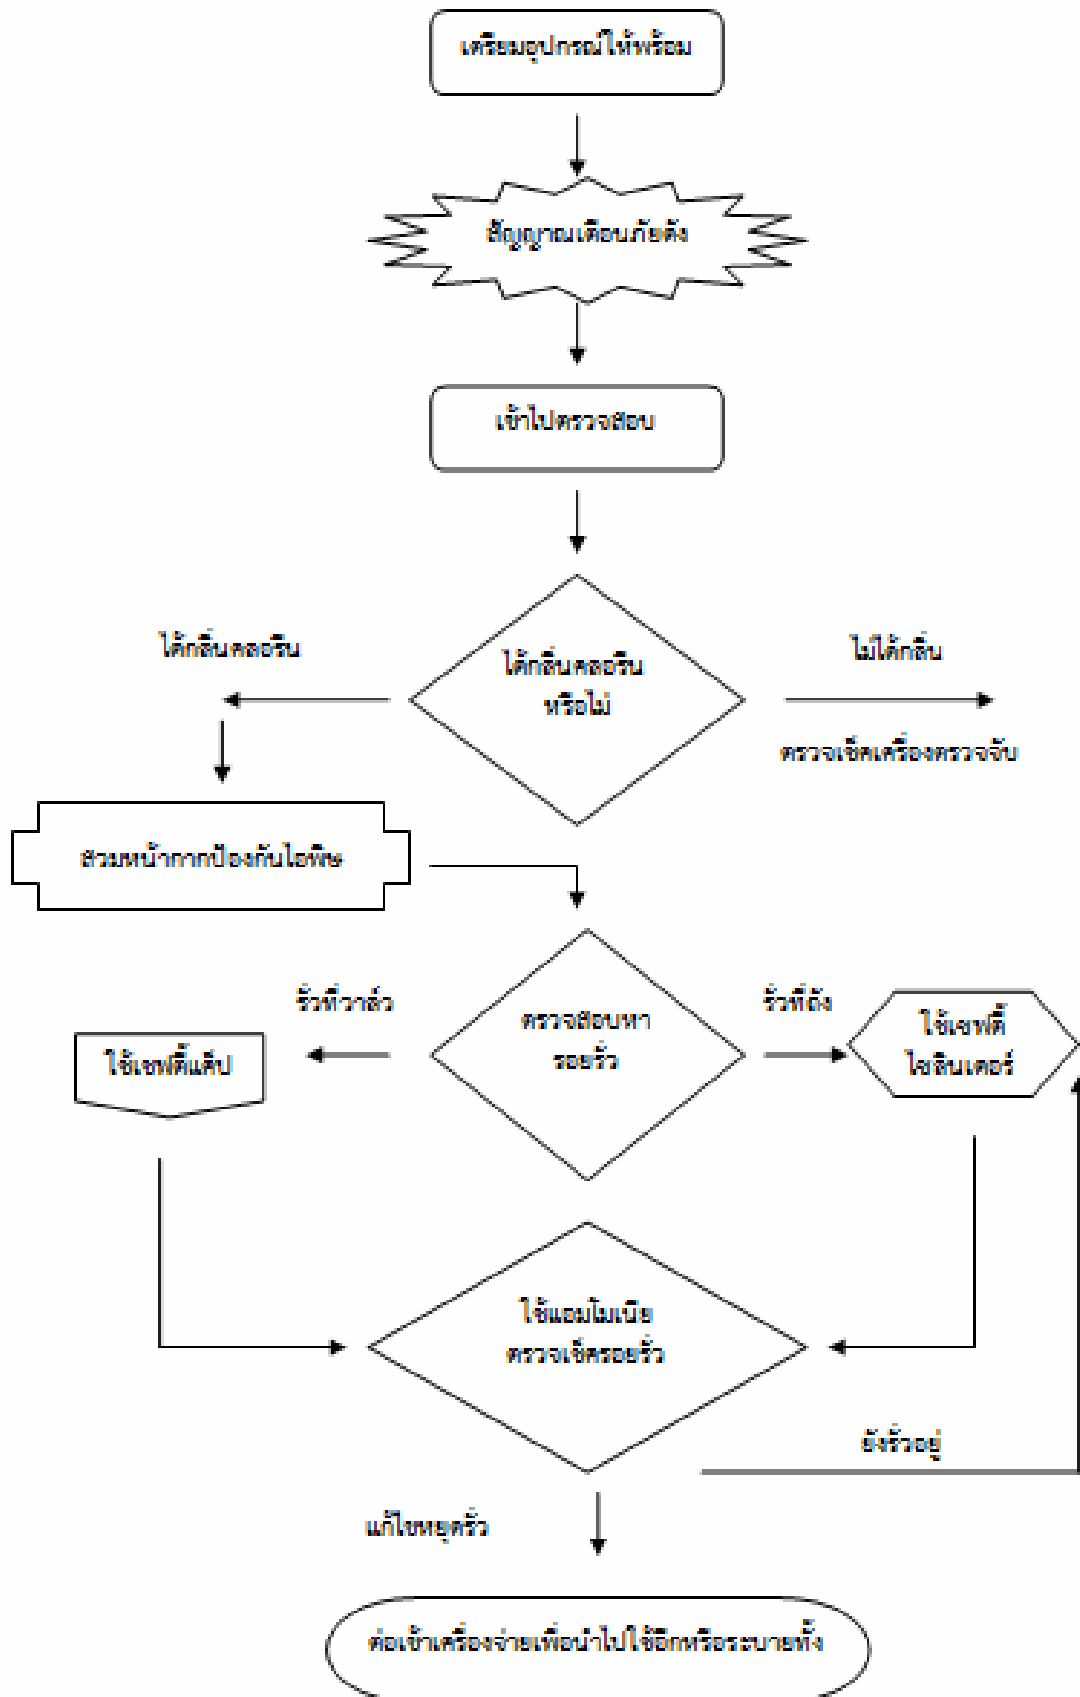 เตรียมอุปกรณ์ให้พร้อม
สัญญาณเตือนภัยดัง
เข้าไปตรวจสอบ
ได้กลิ่นคลอรีน
ได้กลิ่นคลอรีน
หรือไม่
ไม่ได้กลิ่น
ตรวจเช็คเครื่องตรวจจับ
สวมหน้ากากป้องกันไอพิษ
รั่วที่วาล์ว
ตรวจสอบหา
รอยรั่ว
รั่วที่ถัง
ใช้เซฟตี้แค็ป
ใช้เซฟตี้
ไซลินเดอร์
ใช้แอมโมเนีย
ตรวจเช็ครอยรั่ว
ยังรั่วอยู่
แก้ไขหยุดรั่ว
ต่อเข้าเครื่องจ่ายเพื่อนำไปใช้อีกหรือระบายทิ้ง